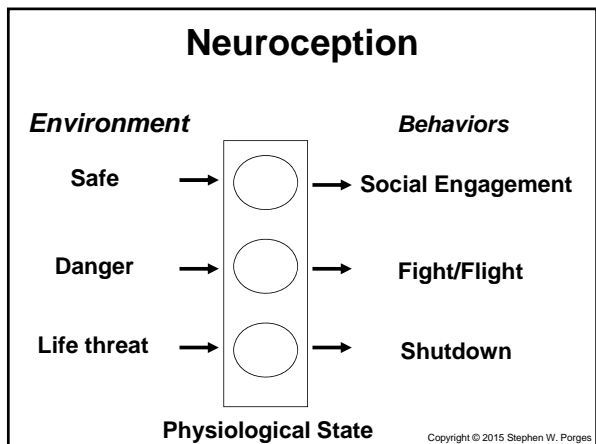 Neuroception
Environment
Behaviors
Safe
Social Engagement
Danger
Fight/Flight
Life threat
Shutdown
Physiological State
Copyright © 2015 Stephen W. Porges